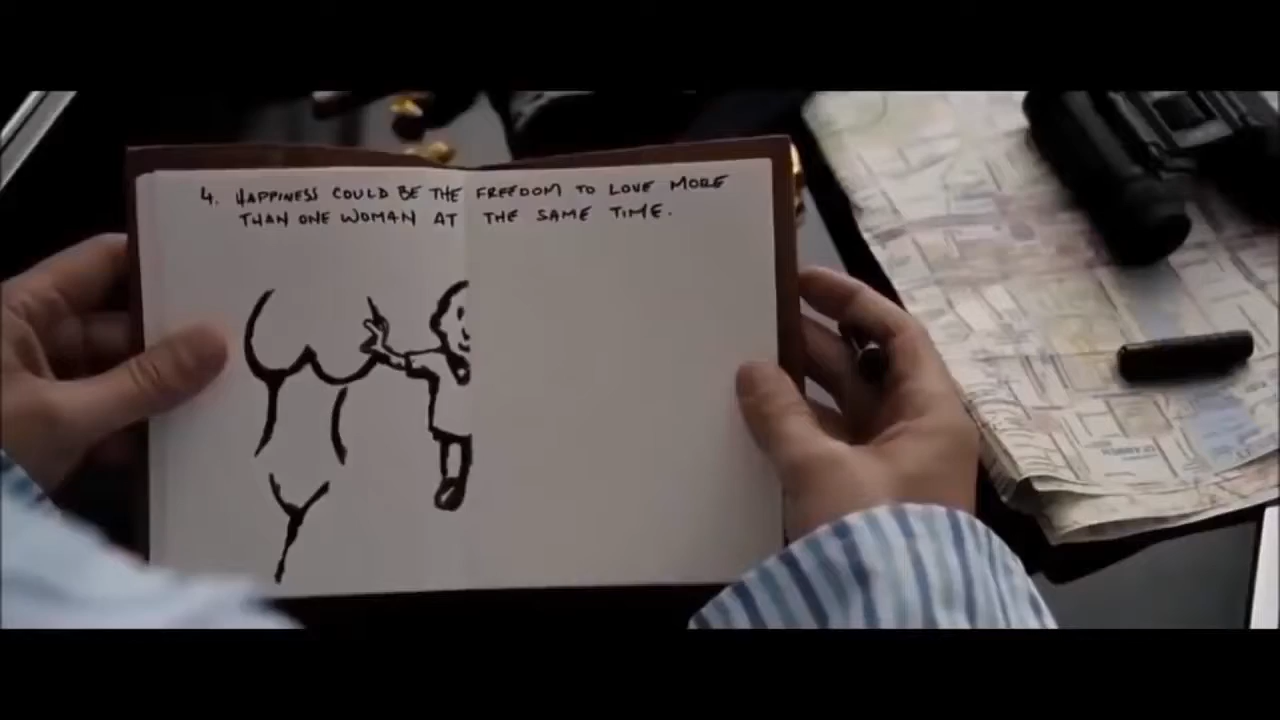 4. HAPPINESS COULD BE THE FREEDOM TO LOVE MORE
THAN ONE WOMAN AT THE SAME TIME.